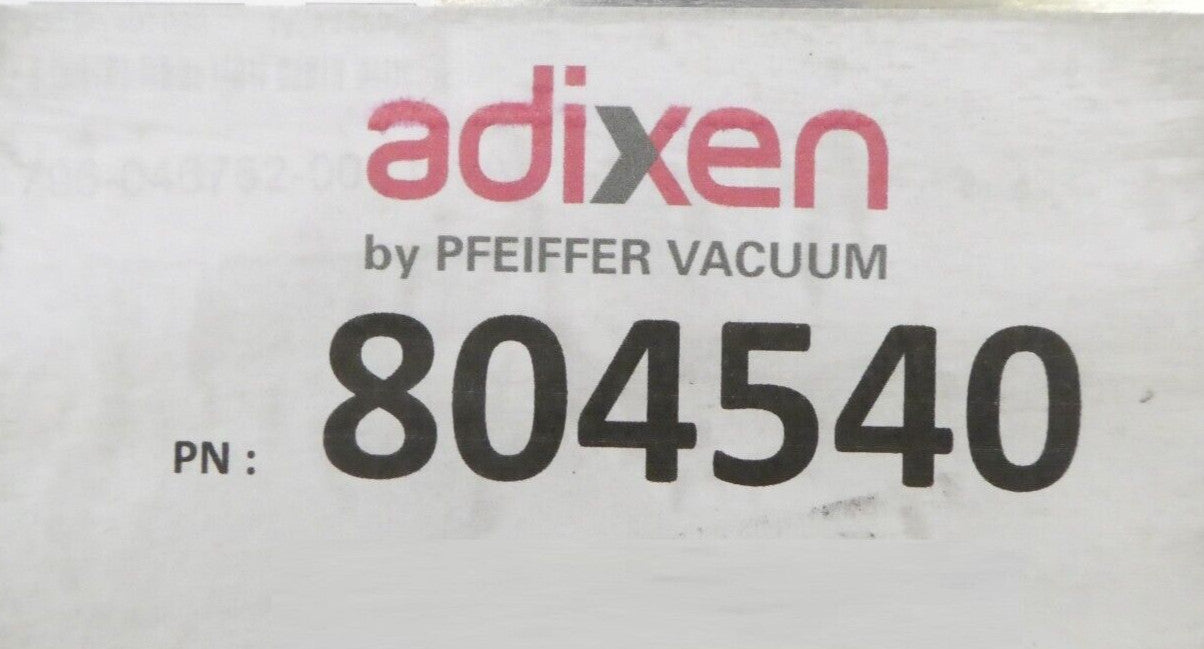 adixen
by PFEIFFER VACUUM
PN : 804540